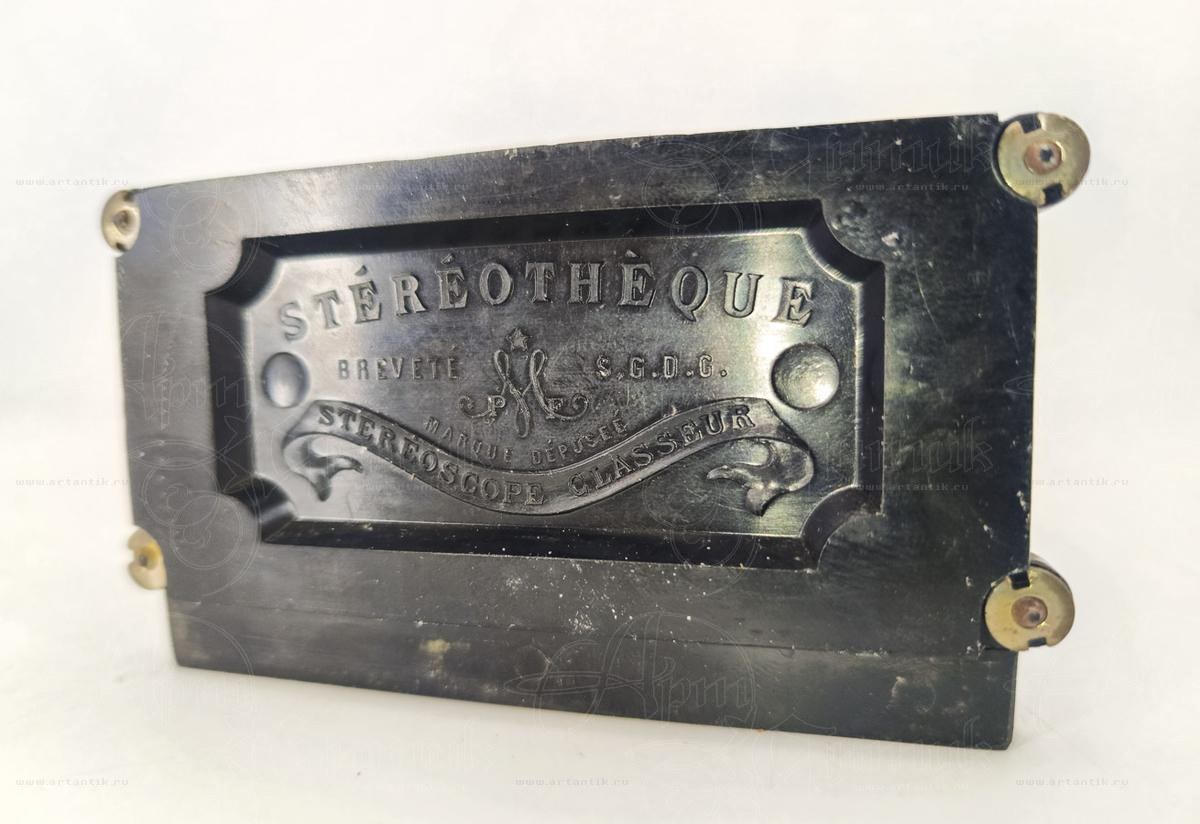 STÉRÉOTHÈQUE
BREVETÉ S.G.D.G.
P F
MARQUE DÉPOSÉE
STÉRÉOSCOPE CLASSEUR
www.artantik.ru